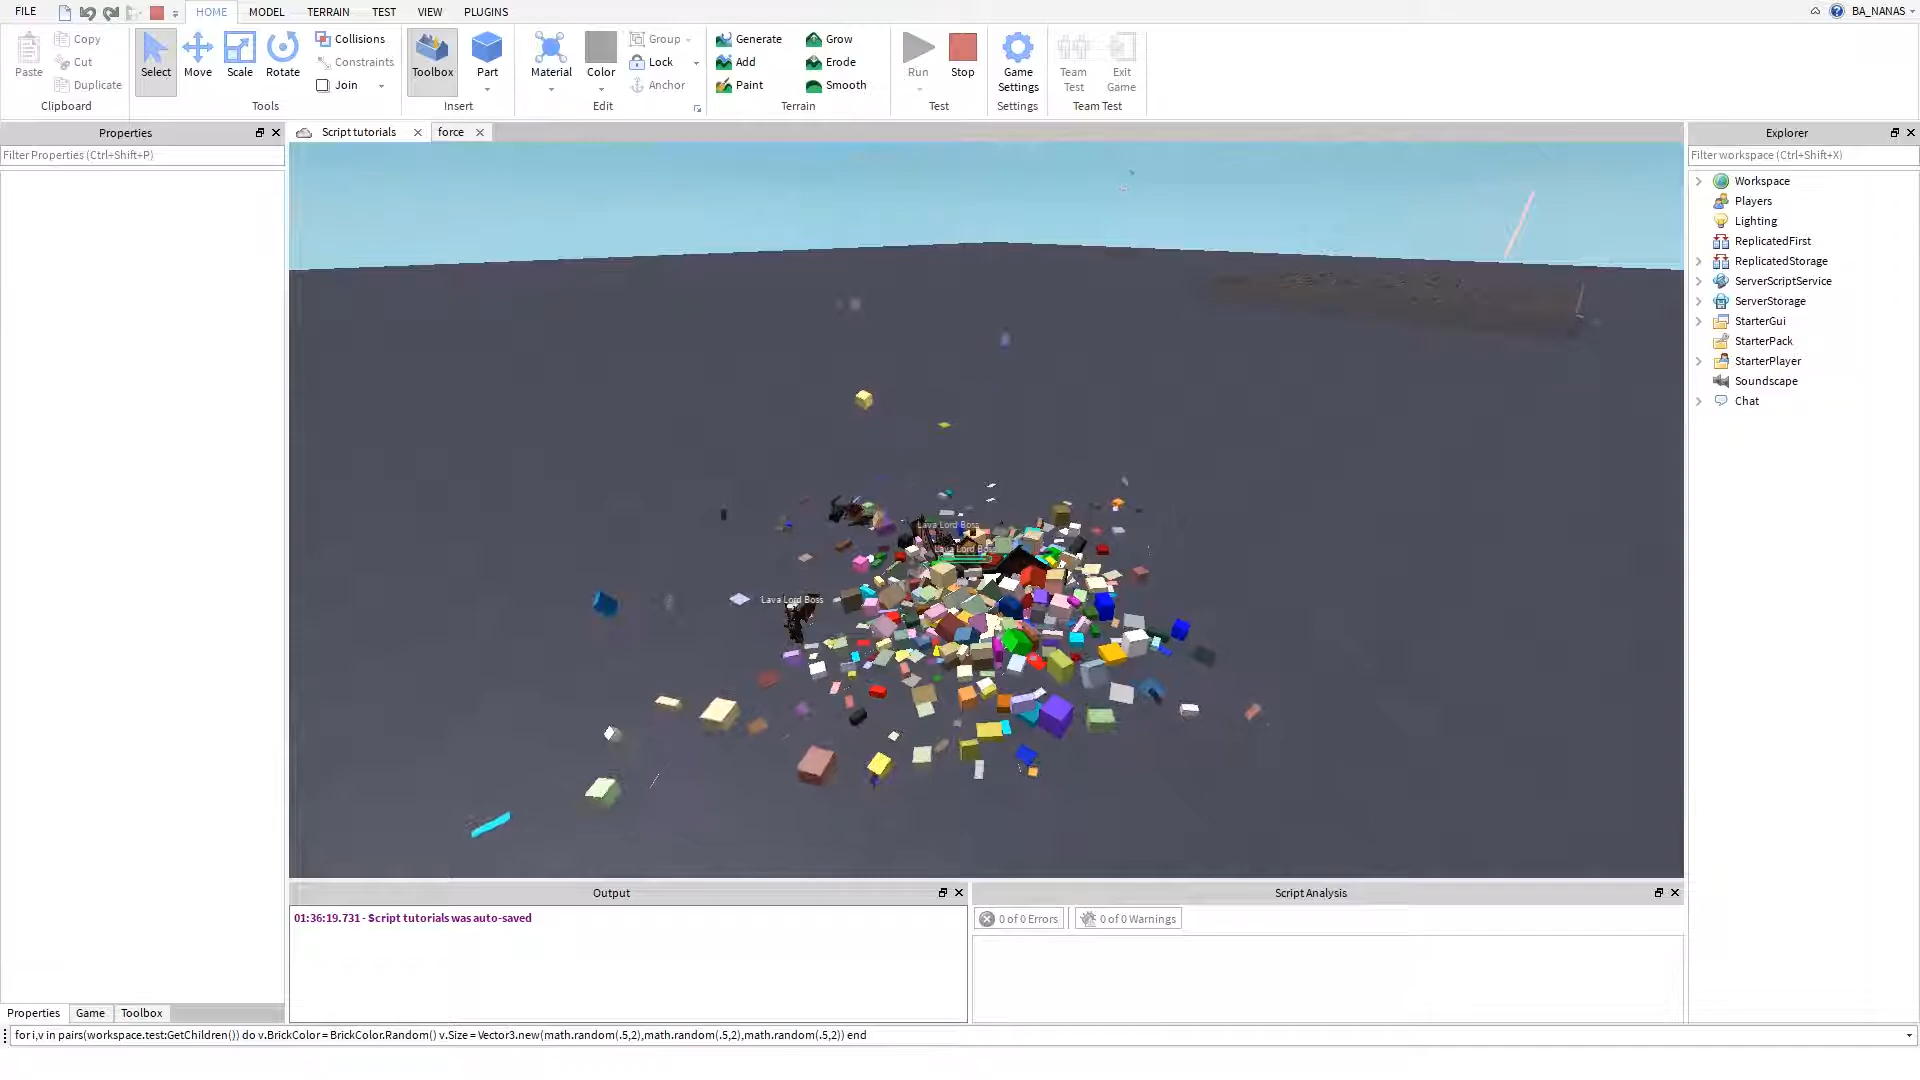 FILE HOME MODEL TERRAIN TEST VIEW PLUGINS BA_NANAS
Paste Copy Cut Duplicate Clipboard
Select Move Scale Rotate Collisions Constraints Join Tools
Toolbox Part Insert
Material Color Group Lock Anchor Edit
Generate Add Paint Grow Erode Smooth Terrain
Run Stop Test
Game Settings Settings
Team Test Exit Game Team Test
Properties
Filter Properties (Ctrl+Shift+P)
Script tutorials force
Lava Lord Boss
Lava Lord Boss
Lava Lord Boss
Explorer
Filter workspace (Ctrl+Shift+X)
Workspace
Players
Lighting
ReplicatedFirst
ReplicatedStorage
ServerScriptService
ServerStorage
StarterGui
StarterPack
StarterPlayer
Soundscape
Chat
Output
01:36:19.731 - Script tutorials was auto-saved
Script Analysis
0 of 0 Errors 0 of 0 Warnings
Properties Game Toolbox
for i,v in pairs(workspace.test:GetChildren()) do v.BrickColor = BrickColor.Random() v.Size = Vector3.new(math.random(.5,2),math.random(.5,2),math.random(.5,2)) end